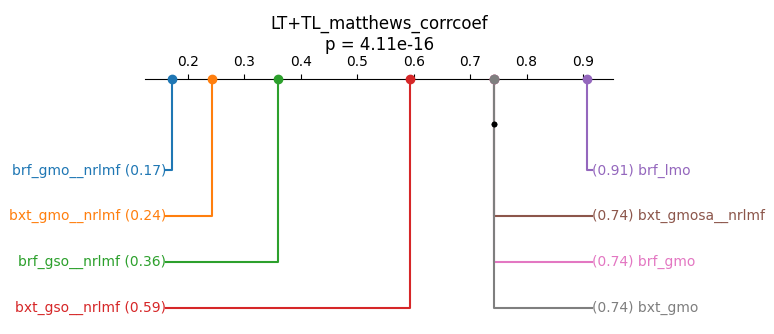 LT+TL_matthews_corrcoef
p = 4.11e-16
0.2 0.3 0.4 0.5 0.6 0.7 0.8 0.9
brf_gmo__nrlmf (0.17) (0.91) brf_lmo
bxt_gmo__nrlmf (0.24) (0.74) bxt_gmosa__nrlmf
brf_gso__nrlmf (0.36) (0.74) brf_gmo
bxt_gso__nrlmf (0.59) (0.74) bxt_gmo